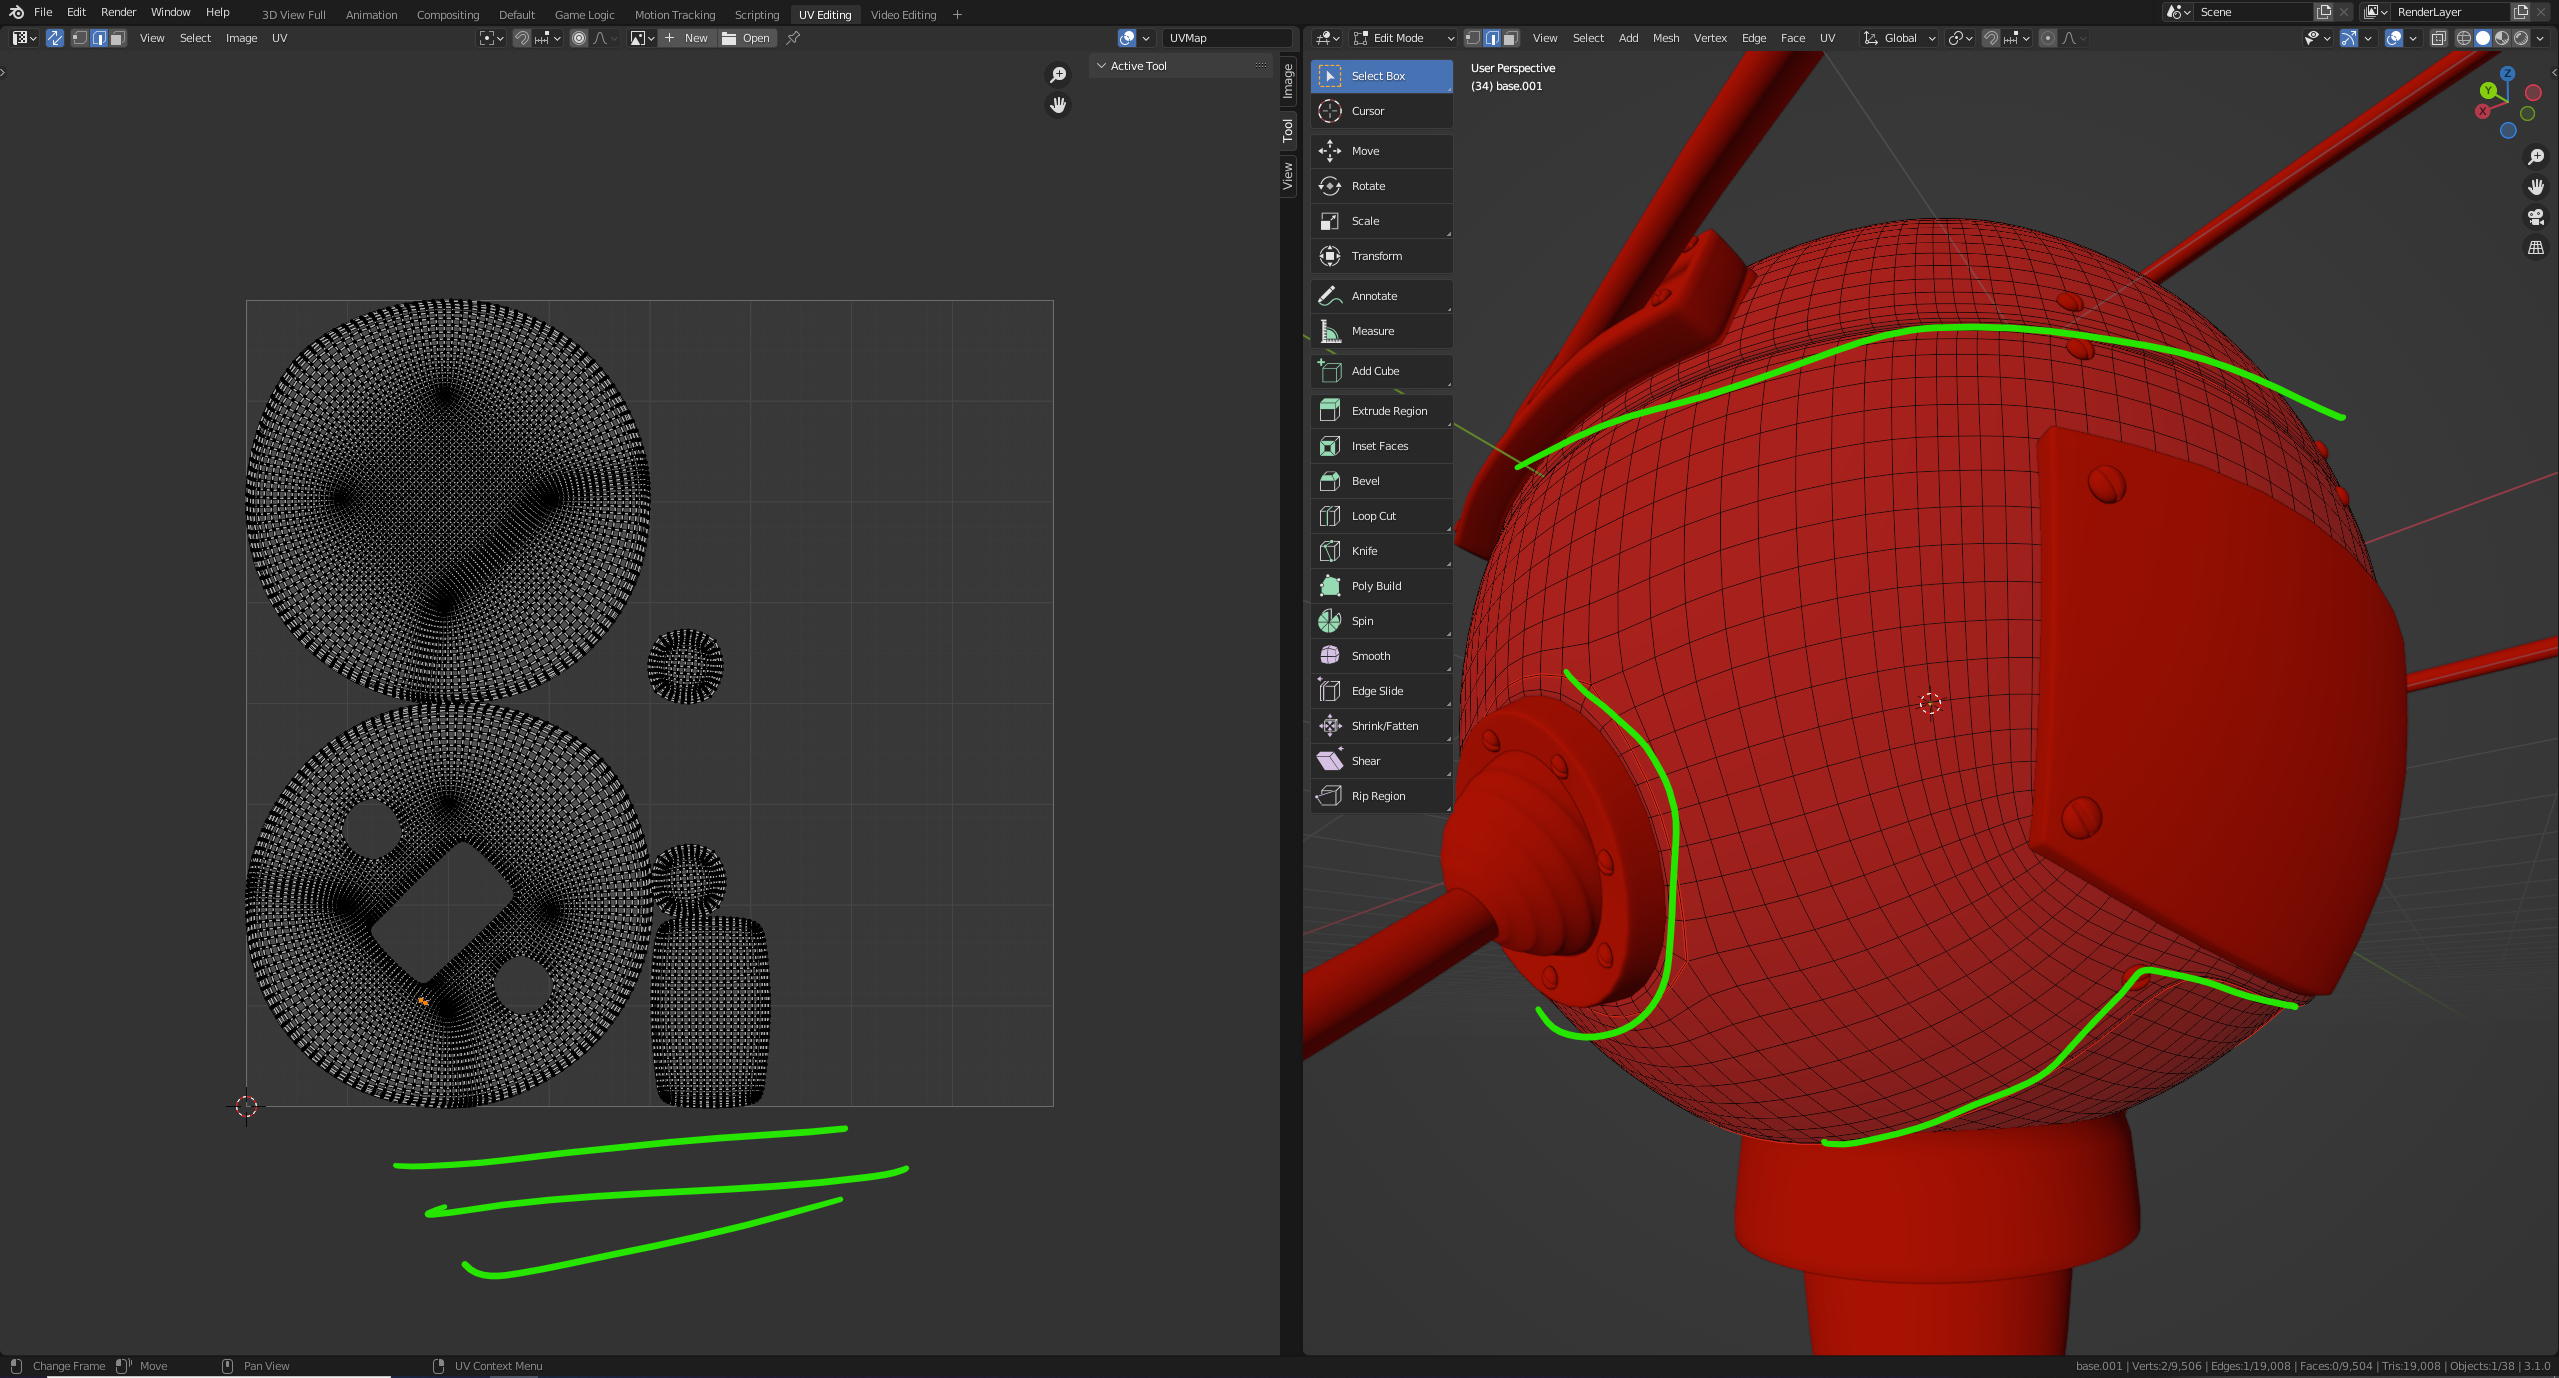 File Edit Render Window Help 3D View Full Animation Compositing Default Game Logic Motion Tracking Scripting UV Editing Video Editing + Scene RenderLayer
View Select Image UV + New Open UVMap Edit Mode View Select Add Mesh Vertex Edge Face UV Global
Active Tool
Image
Tool
View
User Perspective
(34) base.001
Select Box
Cursor
Move
Rotate
Scale
Transform
Annotate
Measure
Add Cube
Extrude Region
Inset Faces
Bevel
Loop Cut
Knife
Poly Build
Spin
Smooth
Edge Slide
Shrink/Fatten
Shear
Rip Region
Z
Y
X
Change Frame Move Pan View UV Context Menu base.001 | Verts:2/9,506 | Edges:1/19,008 | Faces:0/9,504 | Tris:19,008 | Objects:1/38 | 3.1.0